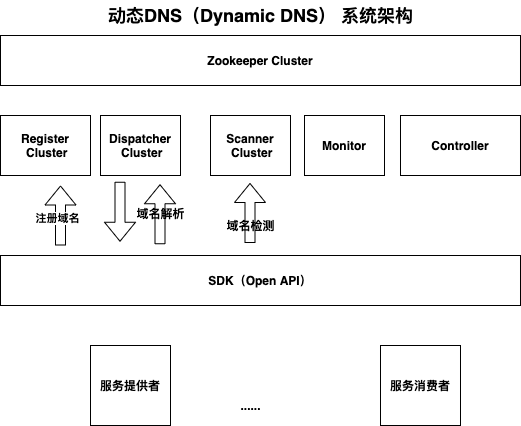 动态DNS（Dynamic DNS） 系统架构
Zookeeper Cluster
Register
Cluster
Dispatcher
Cluster
Scanner
Cluster
Monitor
Controller
注册域名
域名解析
域名检测
SDK（Open API）
服务提供者
......
服务消费者